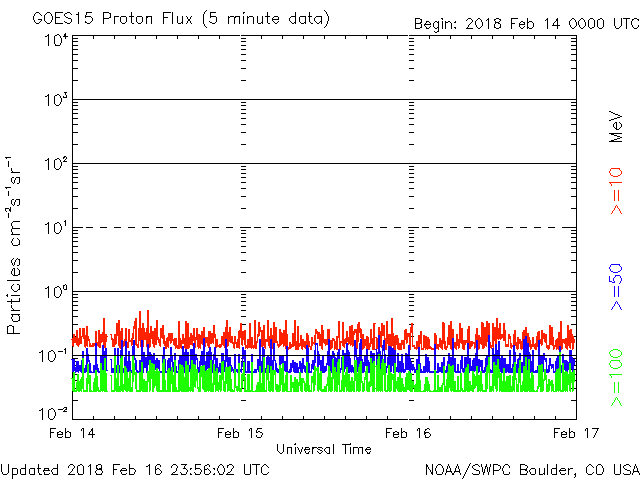 GOES15 Proton Flux (5 minute data)
Begin: 2018 Feb 14 0000 UTC
10⁴
10³
10²
10¹
10⁰
10⁻¹
10⁻²
Particles cm⁻²s⁻¹sr⁻¹
MeV
>=10
>=50
>=100
Feb 14
Feb 15
Feb 16
Feb 17
Universal Time
Updated 2018 Feb 16 23:56:02 UTC
NOAA/SWPC Boulder, CO USA